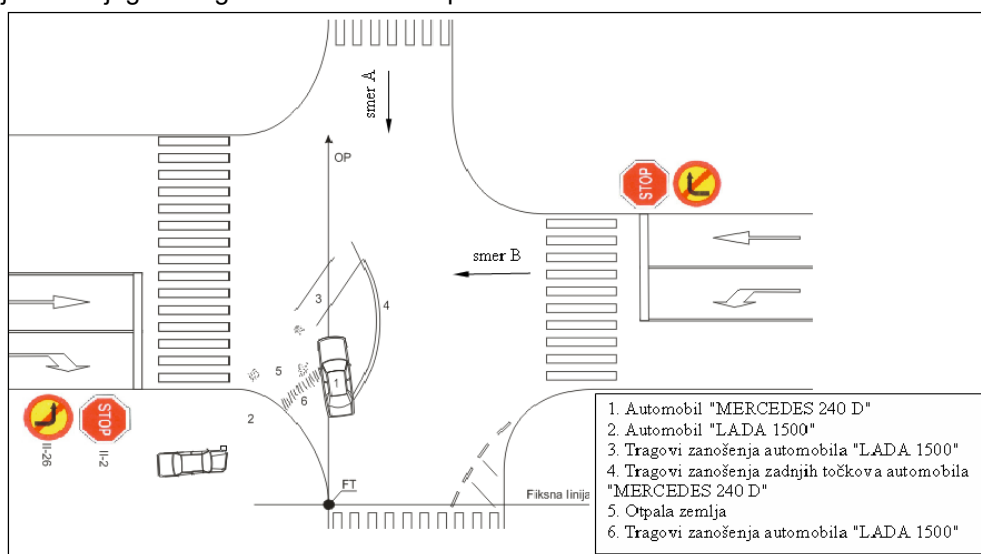 smer A
OP
STOP
smer B
3
4
5
1
6
2
STOP
II-26
II-2
FT
Fiksna linija
1. Automobil "MERCEDES 240 D"
2. Automobil "LADA 1500"
3. Tragovi zanošenja automobila "LADA 1500"
4. Tragovi zanošenja zadnjih točkova automobila
"MERCEDES 240 D"
5. Otpala zemlja
6. Tragovi zanošenja automobila "LADA 1500"